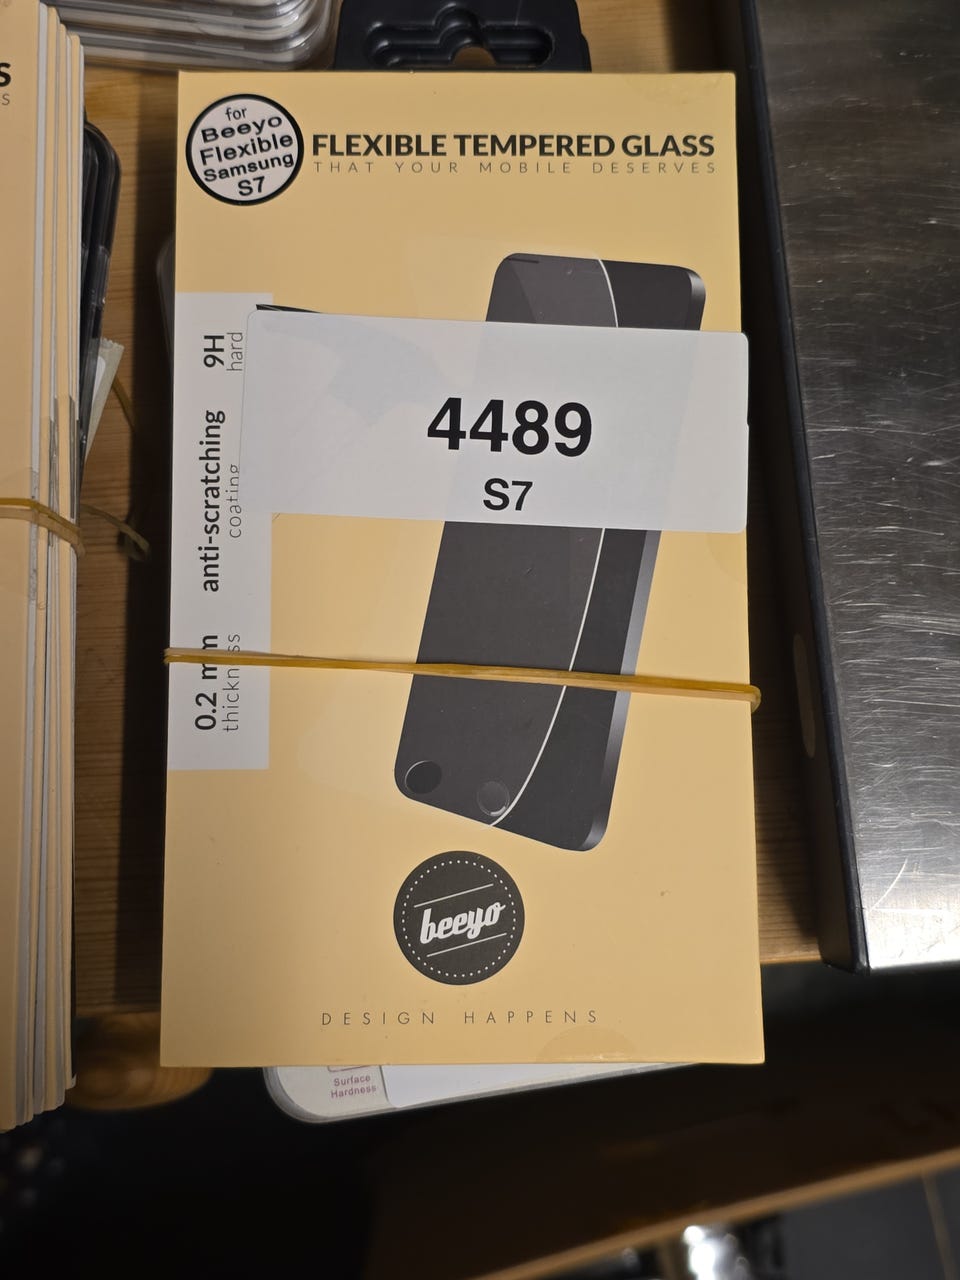 S
S
for
Beeyo
Flexible
Samsung
S7
FLEXIBLE TEMPERED GLASS
THAT YOUR MOBILE DESERVES
9H
hard
anti-scratching
coating
0.2 mm
thickness
4489
S7
beeyo
DESIGN HAPPENS
Surface
Hardness